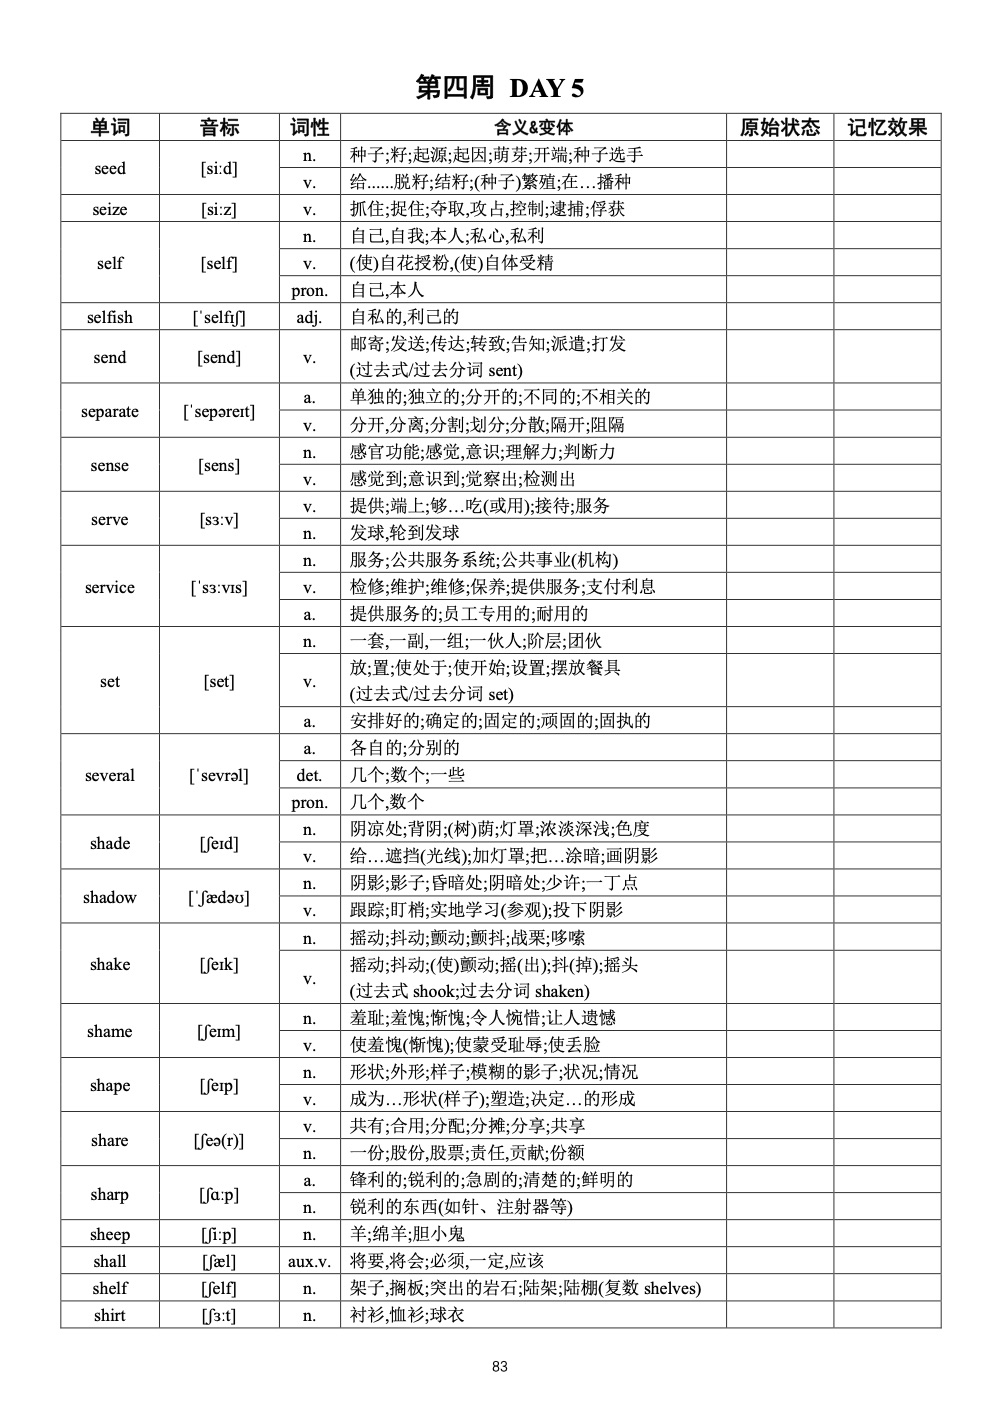 第四周 DAY 5
单词 音标 词性 含义&变体 原始状态 记忆效果
seed [siːd] n. 种子;籽;起源;起因;萌芽;开端;种子选手
v. 给......脱籽;结籽;(种子)繁殖;在…播种
seize [siːz] v. 抓住;捉住;夺取,攻占,控制;逮捕;俘获
self [self] n. 自己,自我;本人;私心,私利
v. (使)自花授粉,(使)自体受精
pron. 自己,本人
selfish [ˈselfɪʃ] adj. 自私的,利己的
send [send] v. 邮寄;发送;传达;转致;告知;派遣;打发
(过去式/过去分词 sent)
separate [ˈsepəreɪt] a. 单独的;独立的;分开的;不同的;不相关的
v. 分开,分离;分割;划分;分散;隔开;阻隔
sense [sens] n. 感官功能;感觉,意识;理解力;判断力
v. 感觉到;意识到;觉察出;检测出
serve [sɜːv] v. 提供;端上;够…吃(或用);接待;服务
n. 发球,轮到发球
service [ˈsɜːvɪs] n. 服务;公共服务系统;公共事业(机构)
v. 检修;维护;维修;保养;提供服务;支付利息
a. 提供服务的;员工专用的;耐用的
set [set] n. 一套,一副,一组;一伙人;阶层;团伙
v. 放;置;使处于;使开始;设置;摆放餐具
(过去式/过去分词 set)
a. 安排好的;确定的;固定的;顽固的;固执的
several [ˈsevrəl] a. 各自的;分别的
det. 几个;数个;一些
pron. 几个,数个
shade [ʃeɪd] n. 阴凉处;背阴;(树)荫;灯罩;浓淡深浅;色度
v. 给…遮挡(光线);加灯罩;把…涂暗;画阴影
shadow [ˈʃædəʊ] n. 阴影;影子;昏暗处;阴暗处;少许;一丁点
v. 跟踪;盯梢;实地学习(参观);投下阴影
shake [ʃeɪk] n. 摇动;抖动;颤动;颤抖;战栗;哆嗦
v. 摇动;抖动;(使)颤动;摇(出);抖(掉);摇头
(过去式 shook;过去分词 shaken)
shame [ʃeɪm] n. 羞耻;羞愧;惭愧;令人惋惜;让人遗憾
v. 使羞愧(惭愧);使蒙受耻辱;使丢脸
shape [ʃeɪp] n. 形状;外形;样子;模糊的影子;状况;情况
v. 成为…形状(样子);塑造;决定…的形成
share [ʃeə(r)] v. 共有;合用;分配;分摊;分享;共享
n. 一份;股份,股票;责任,贡献;份额
sharp [ʃɑːp] a. 锋利的;锐利的;急剧的;清楚的;鲜明的
n. 锐利的东西(如针、注射器等)
sheep [ʃiːp] n. 羊;绵羊;胆小鬼
shall [ʃæl] aux.v. 将要,将会;必须,一定,应该
shelf [ʃelf] n. 架子,搁板;突出的岩石;陆架;陆棚(复数 shelves)
shirt [ʃɜːt] n. 衬衫,恤衫;球衣
83